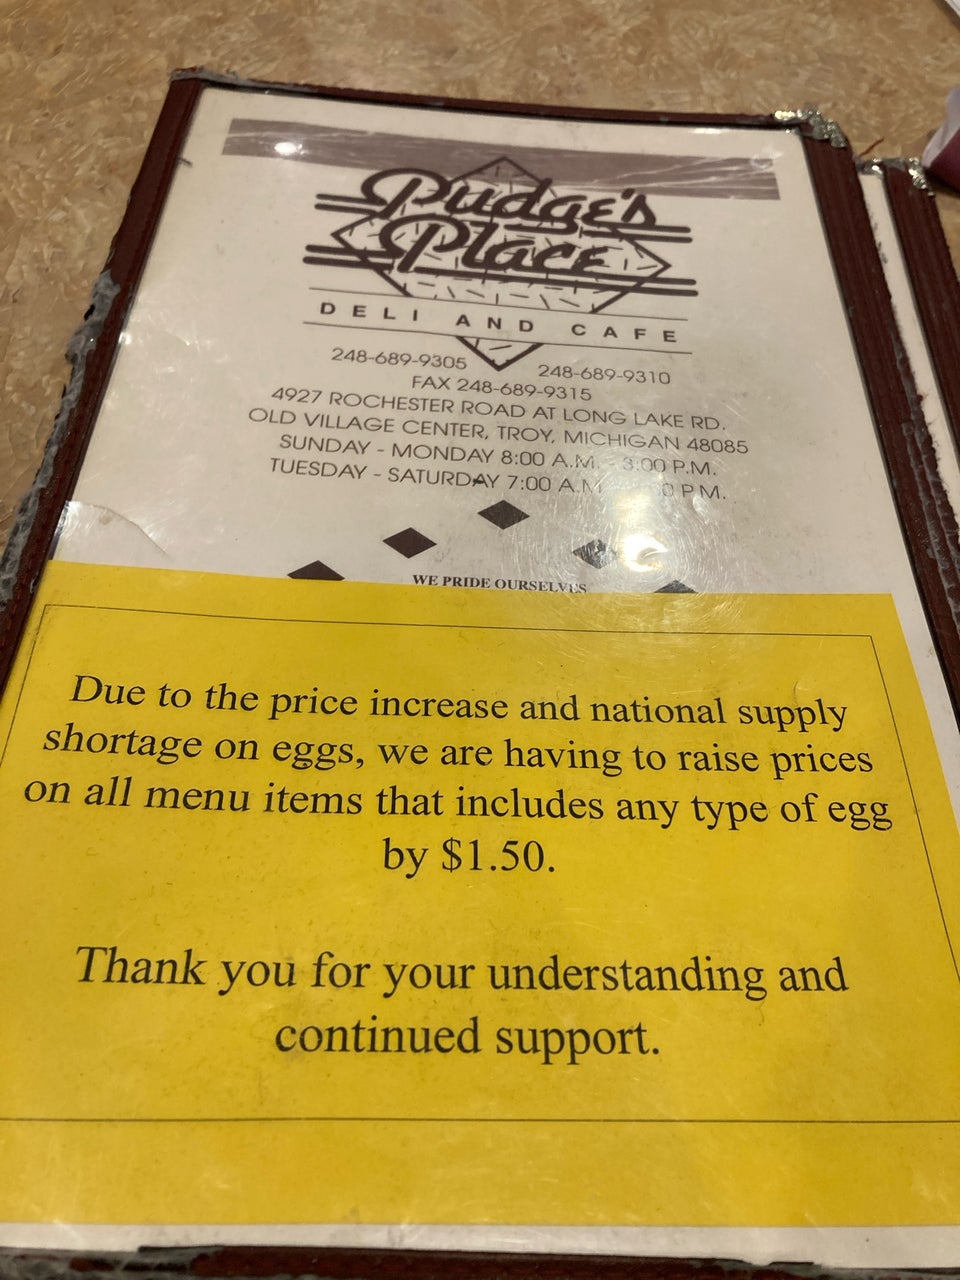 Pudge's
Place
DELI AND CAFE
248-689-9305 248-689-9310
FAX 248-689-9315
4927 ROCHESTER ROAD AT LONG LAKE RD.
OLD VILLAGE CENTER, TROY, MICHIGAN 48085
SUNDAY - MONDAY 8:00 A.M. - 3:00 P.M.
TUESDAY - SATURDAY 7:00 A.M P.M.
WE PRIDE OURSELVES
Due to the price increase and national supply
shortage on eggs, we are having to raise prices
on all menu items that includes any type of egg
by $1.50.
Thank you for your understanding and
continued support.